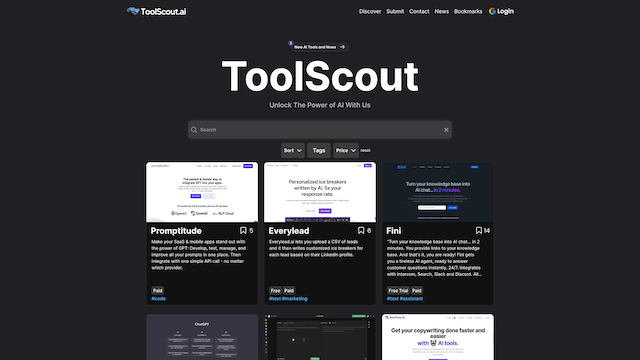 ToolScout.ai
Discover Submit Contact News Bookmarks Login
New AI Tools and News
ToolScout
Unlock The Power of AI With Us
Search
Sort Tags Price reset
The easiest & fastest way to
integrate GPT into your apps.
OpenAI NLP Cloud
Personalized ice breakers
written by AI. 5x your
response rate.
Turn your knowledge base into
AI chat... in 2 minutes.
Promptitude 5
Make your SaaS & mobile apps stand out with
the power of GPT: Develop, test, manage, and
improve all your prompts in one place. Then
integrate with one simple API call - no matter
which provider.
Paid
#code
Everylead 6
Everylead.ai lets you upload a CSV of leads
and it then writes customized ice breakers for
each lead based on their LinkedIn profile.
Free Paid
#text #marketing
Fini 14
"Turn your knowledge base into AI chat... in 2
minutes. You provide links to your knowledge
base. And that's it, you are ready! Fini gets
you a tireless AI agent, ready to answer
customer questions instantly, 24/7. Integrates
with Intercom, Search, Slack and Discord. All...
Free Trial Paid
#text #assistant
ChatGPT
Get your copywriting done faster and
easier
with AI tools.